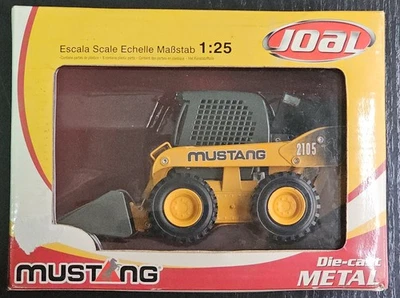 Escala Scale Echelle Maßstab 1:25
JOAL
MUSTANG
2105
MUSTANG
Die-cast
METAL